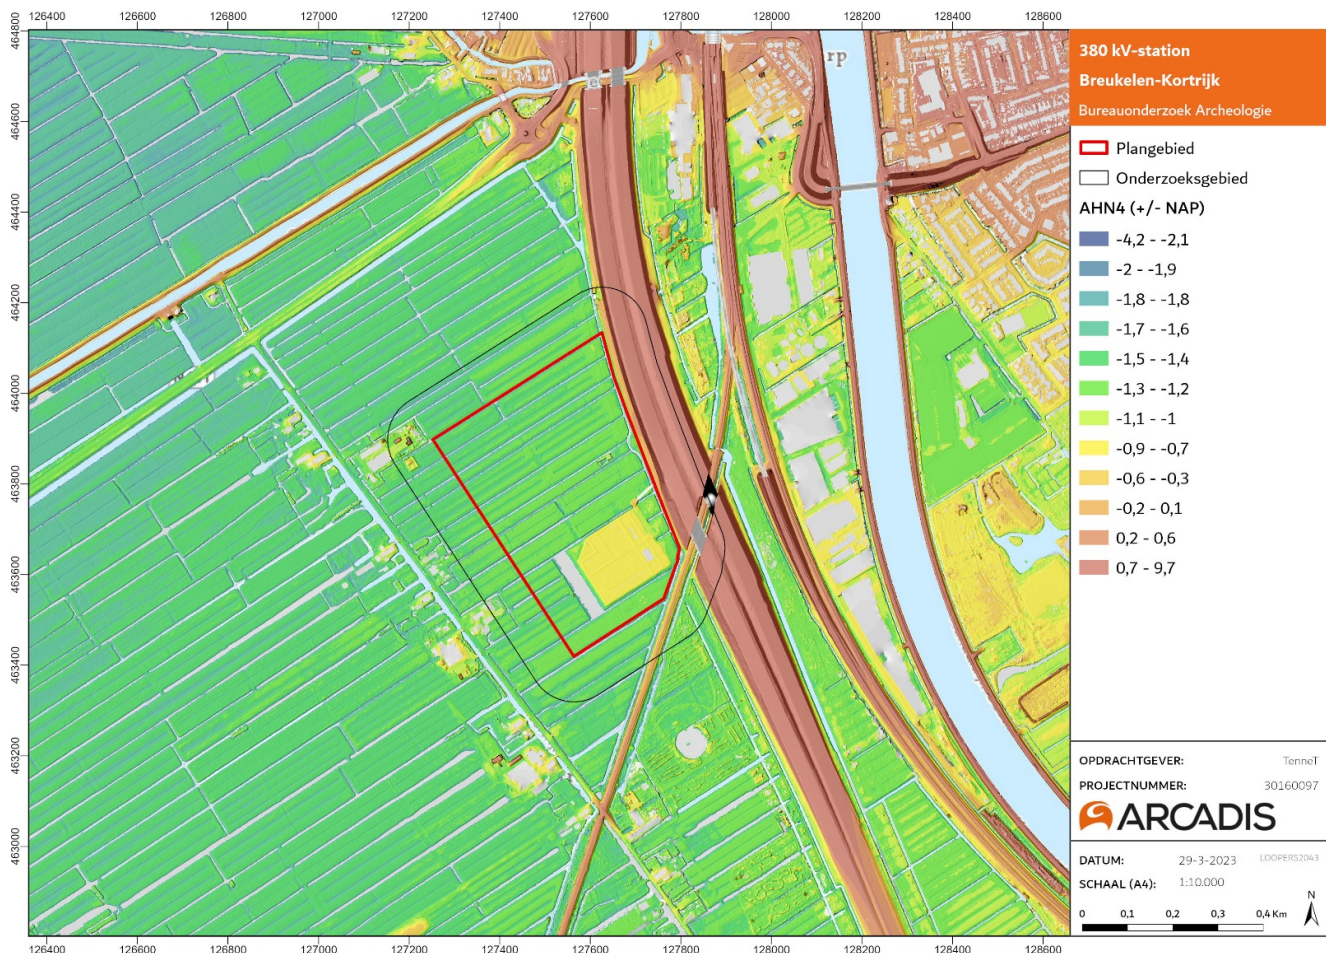 126400 126600 126800 127000 127200 127400 127600 127800 128000 128200 128400 128600
464800
464600
464400
464200
464000
463800
463600
463400
463200
463000
e
rp
126400 126600 126800 127000 127200 127400 127600 127800 128000 128200 128400 128600
380 kV-station
Breukelen-Kortrijk
Bureauonderzoek Archeologie
Plangebied
Onderzoeksgebied
AHN4 (+/- NAP)
-4,2 - -2,1
-2 - -1,9
-1,8 - -1,8
-1,7 - -1,6
-1,5 - -1,4
-1,3 - -1,2
-1,1 - -1
-0,9 - -0,7
-0,6 - -0,3
-0,2 - 0,1
0,2 - 0,6
0,7 - 9,7
OPDRACHTGEVER: TenneT
PROJECTNUMMER: 30160097
ARCADIS
DATUM: 29-3-2023 LOOPERS2043
SCHAAL (A4): 1:10.000
N
0 0,1 0,2 0,3 0,4 Km